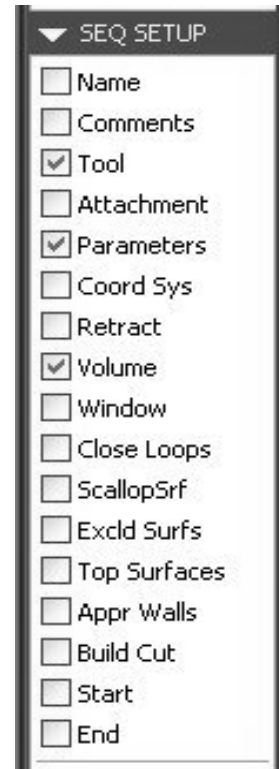 SEQ SETUP
Name
Comments
Tool
Attachment
Parameters
Coord Sys
Retract
Volume
Window
Close Loops
ScallopSrf
Excld Surfs
Top Surfaces
Appr Walls
Build Cut
Start
End